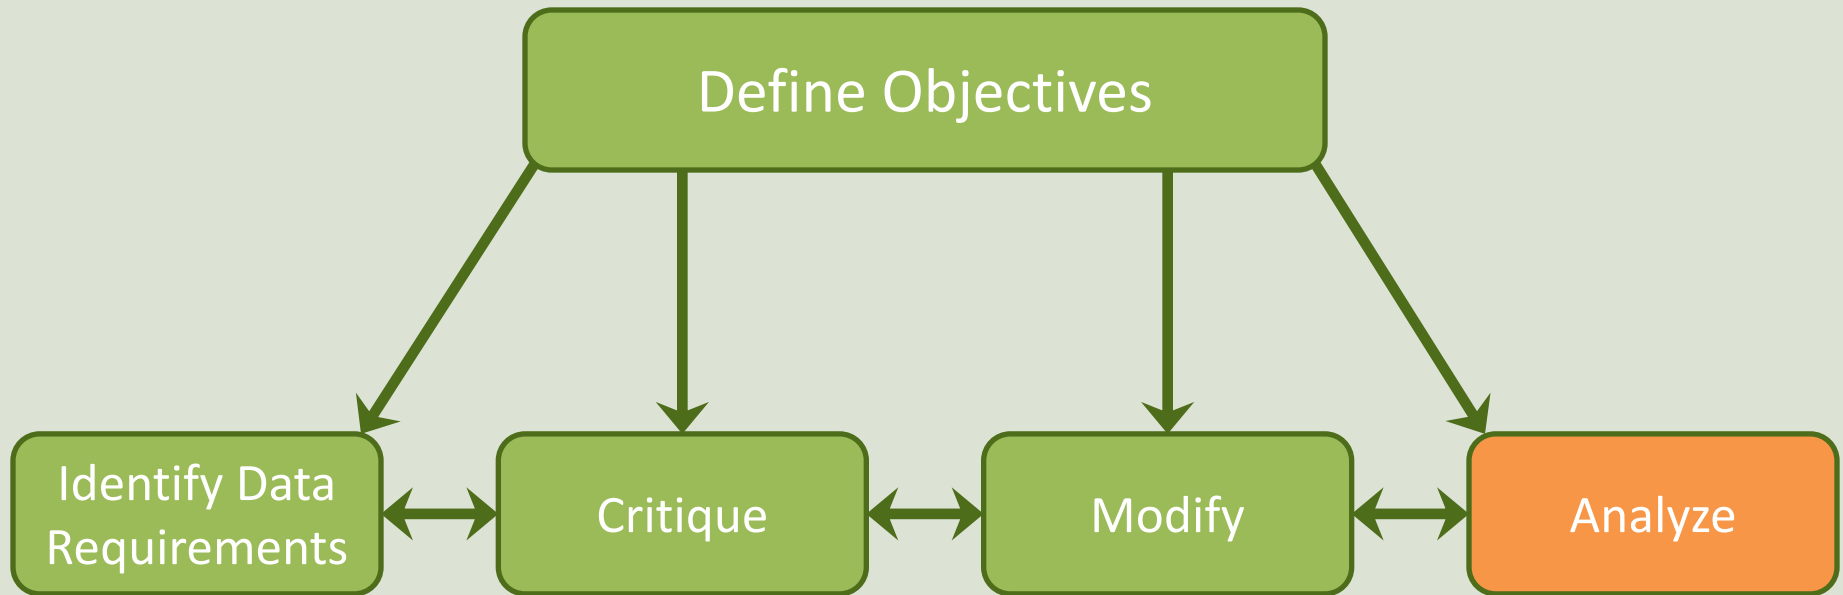 Define Objectives
Identify Data
Requirements
Critique
Modify
Analyze